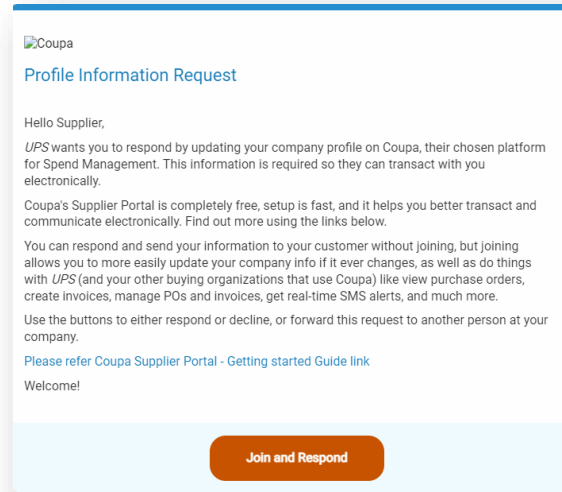 Coupa
Profile Information Request
Hello Supplier,
UPS wants you to respond by updating your company profile on Coupa, their chosen platform
for Spend Management. This information is required so they can transact with you
electronically.
Coupa's Supplier Portal is completely free, setup is fast, and it helps you better transact and
communicate electronically. Find out more using the links below.
You can respond and send your information to your customer without joining, but joining
allows you to more easily update your company info if it ever changes, as well as do things
with UPS (and your other buying organizations that use Coupa) like view purchase orders,
create invoices, manage POs and invoices, get real-time SMS alerts, and much more.
Use the buttons to either respond or decline, or forward this request to another person at your
company.
Please refer Coupa Supplier Portal - Getting started Guide link
Welcome!
Join and Respond